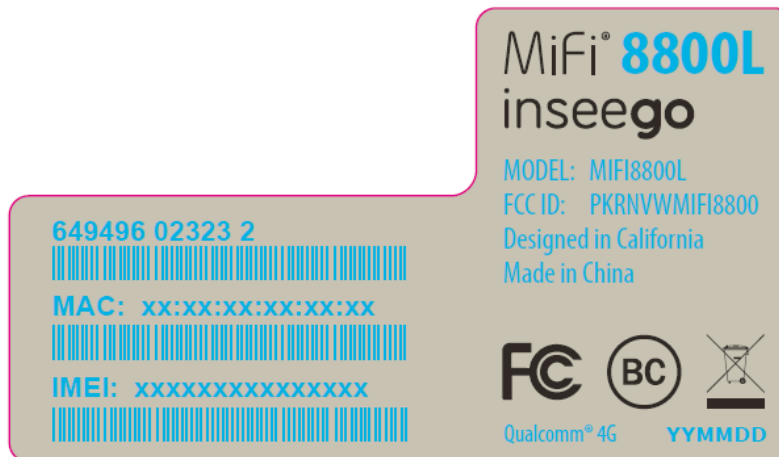 MiFi® 8800L
inseego
MODEL: MIFI8800L
FCC ID: PKRNVWMIFI8800
Designed in California
Made in China
649496 02323 2
MAC: xx:xx:xx:xx:xx:xx
IMEI: xxxxxxxxxxxxxxx
FC
BC
Qualcomm® 4G YYMMDD